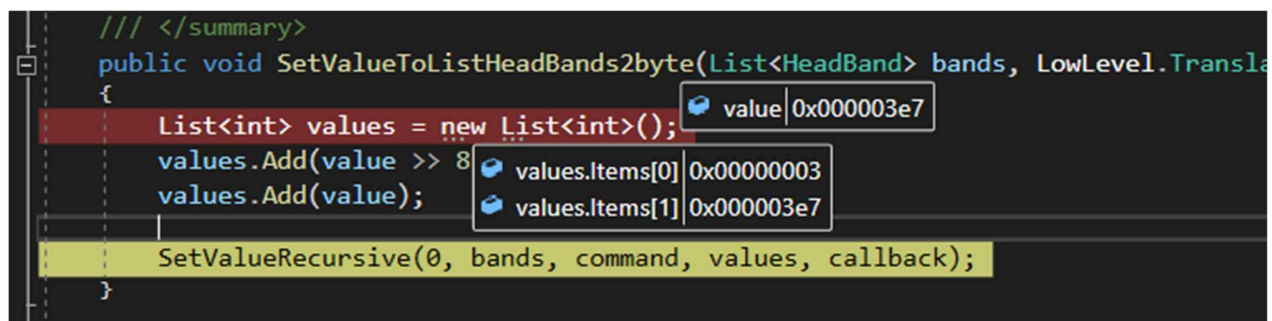 /// </summary>
public void SetValueToListHeadBands2byte(List<HeadBand> bands, LowLevel.Transla
{
value 0x000003e7
List<int> values = new List<int>();
values.Add(value >> 8
values.Items[0] 0x00000003
values.Add(value);
values.Items[1] 0x000003e7
SetValueRecursive(0, bands, command, values, callback);
}